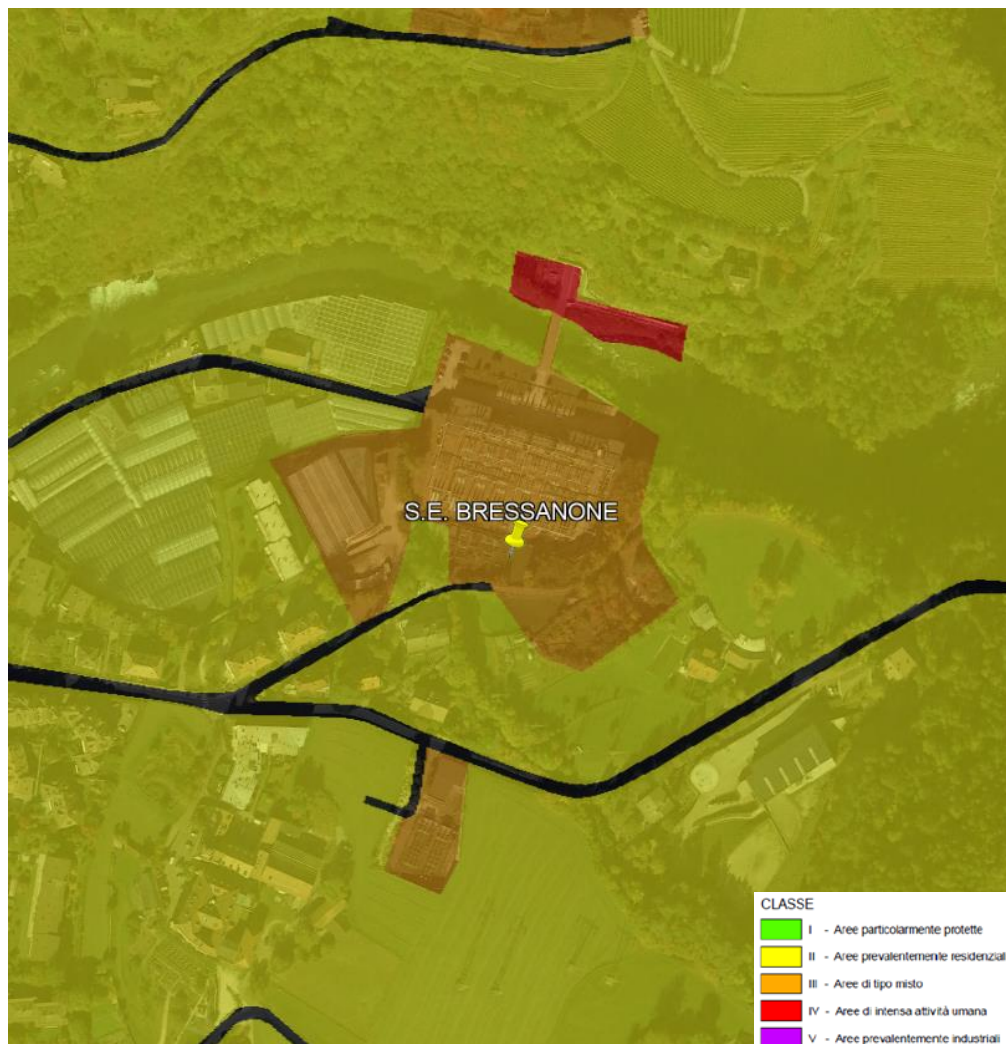 S.E. BRESSANONE
CLASSE
I - Aree particolarmente protette
II - Aree prevalentemente residenziali
III - Aree di tipo misto
IV - Aree di intensa attività umana
V - Aree prevalentemente industriali